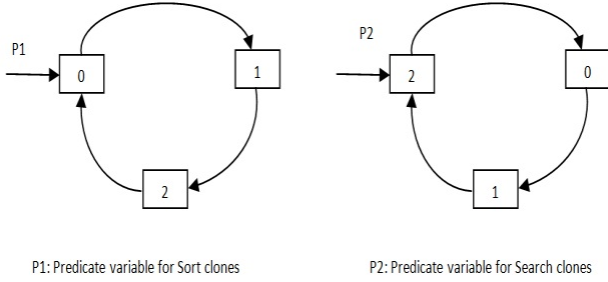 P1
P2
0
1
2
0
2
1
P1: Predicate variable for Sort clones
P2: Predicate variable for Search clones